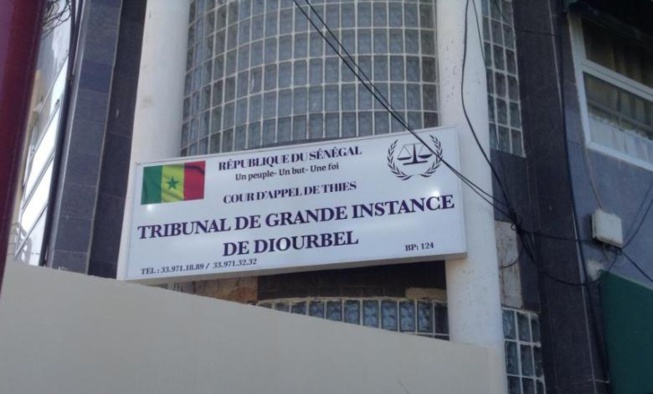 RÉPUBLIQUE DU SÉNÉGAL
Un peuple- Un but- Une foi
COUR D'APPEL DE THIES
TRIBUNAL DE GRANDE INSTANCE
DE DIOURBEL
BP: 124
TEL : 33.971.18.89 / 33.971.32.32